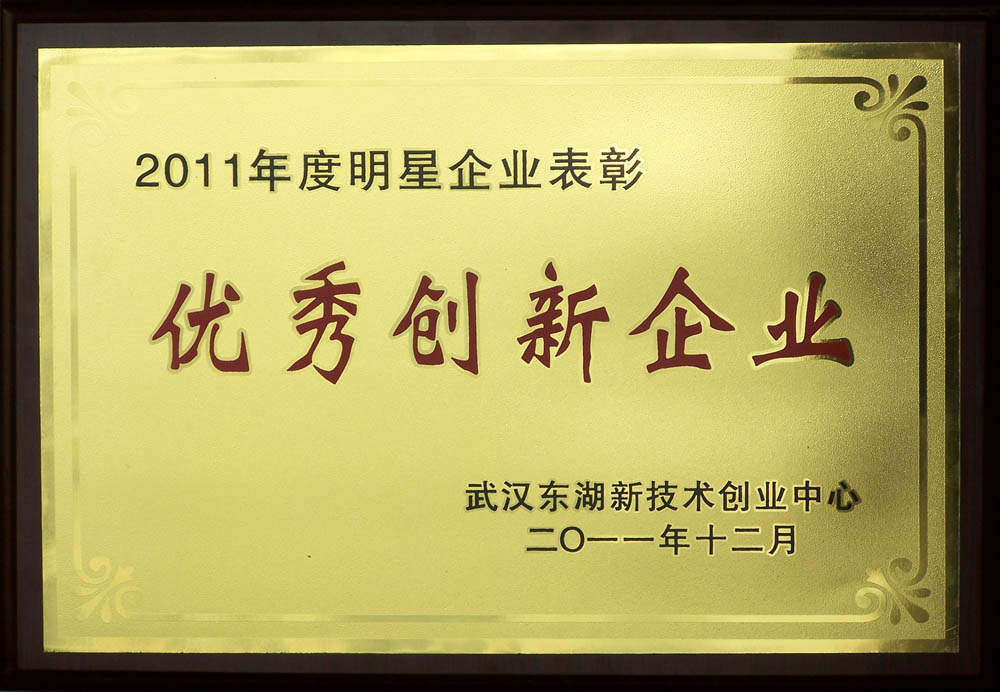 2011年度明星企业表彰
优秀创新企业
武汉东湖新技术创业中心
二〇一一年十二月